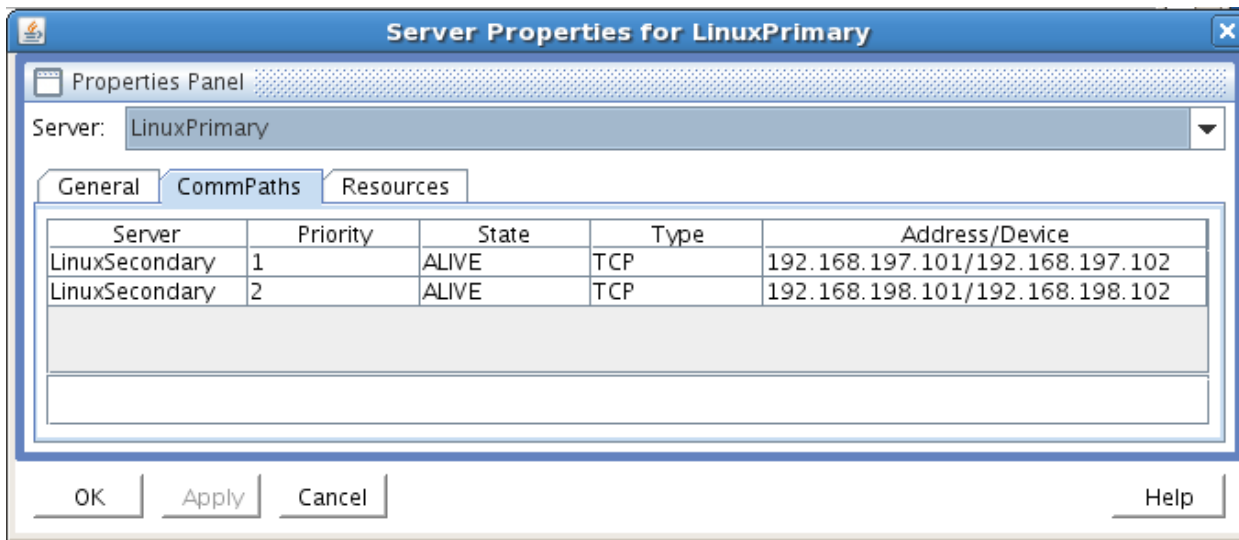 Server Properties for LinuxPrimary
Properties Panel
Server: LinuxPrimary
General CommPaths Resources
Server Priority State Type Address/Device
LinuxSecondary 1 ALIVE TCP 192.168.197.101/192.168.197.102
LinuxSecondary 2 ALIVE TCP 192.168.198.101/192.168.198.102
OK Apply Cancel Help